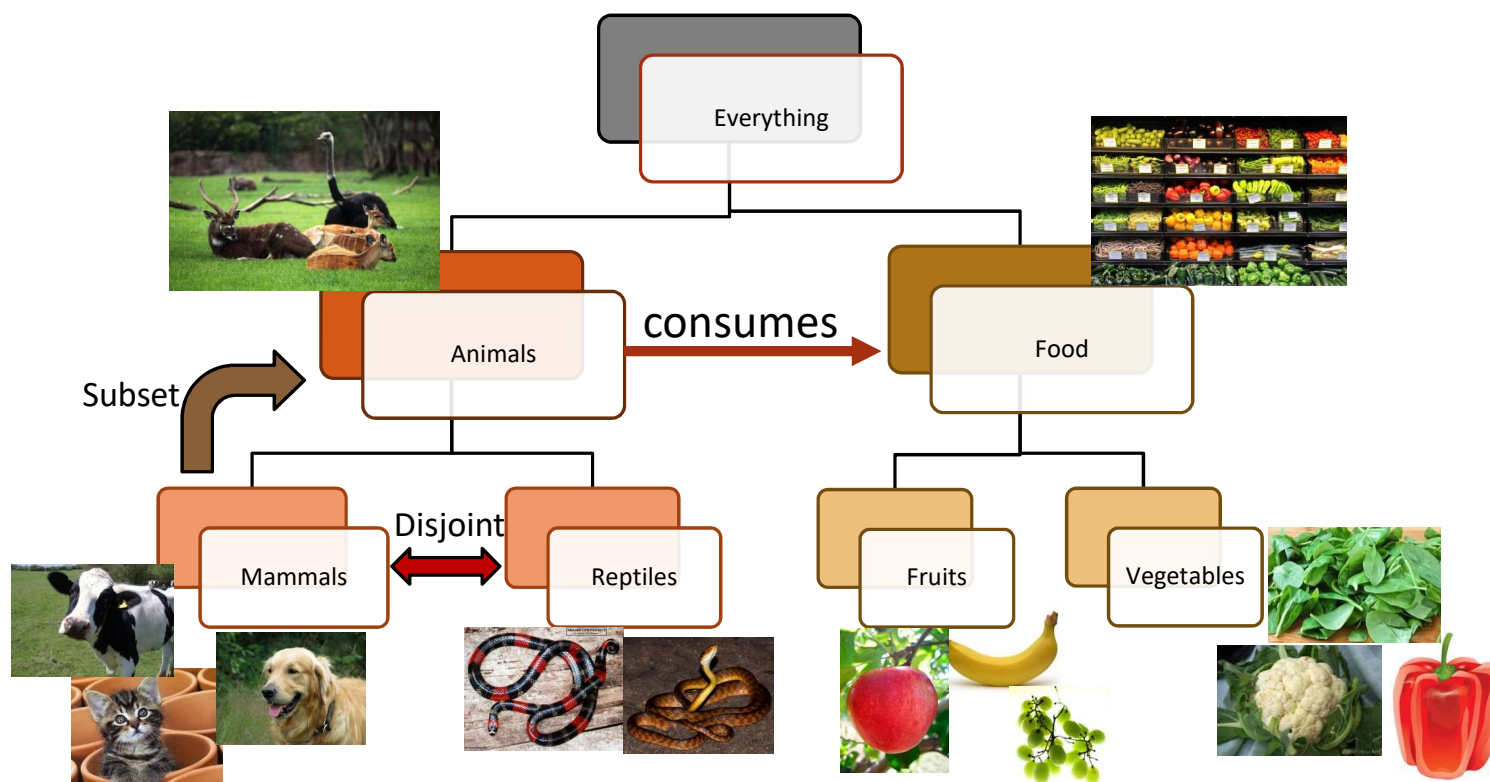 Everything
consumes
Animals
Food
Subset
Disjoint
Mammals
Reptiles
Fruits
Vegetables